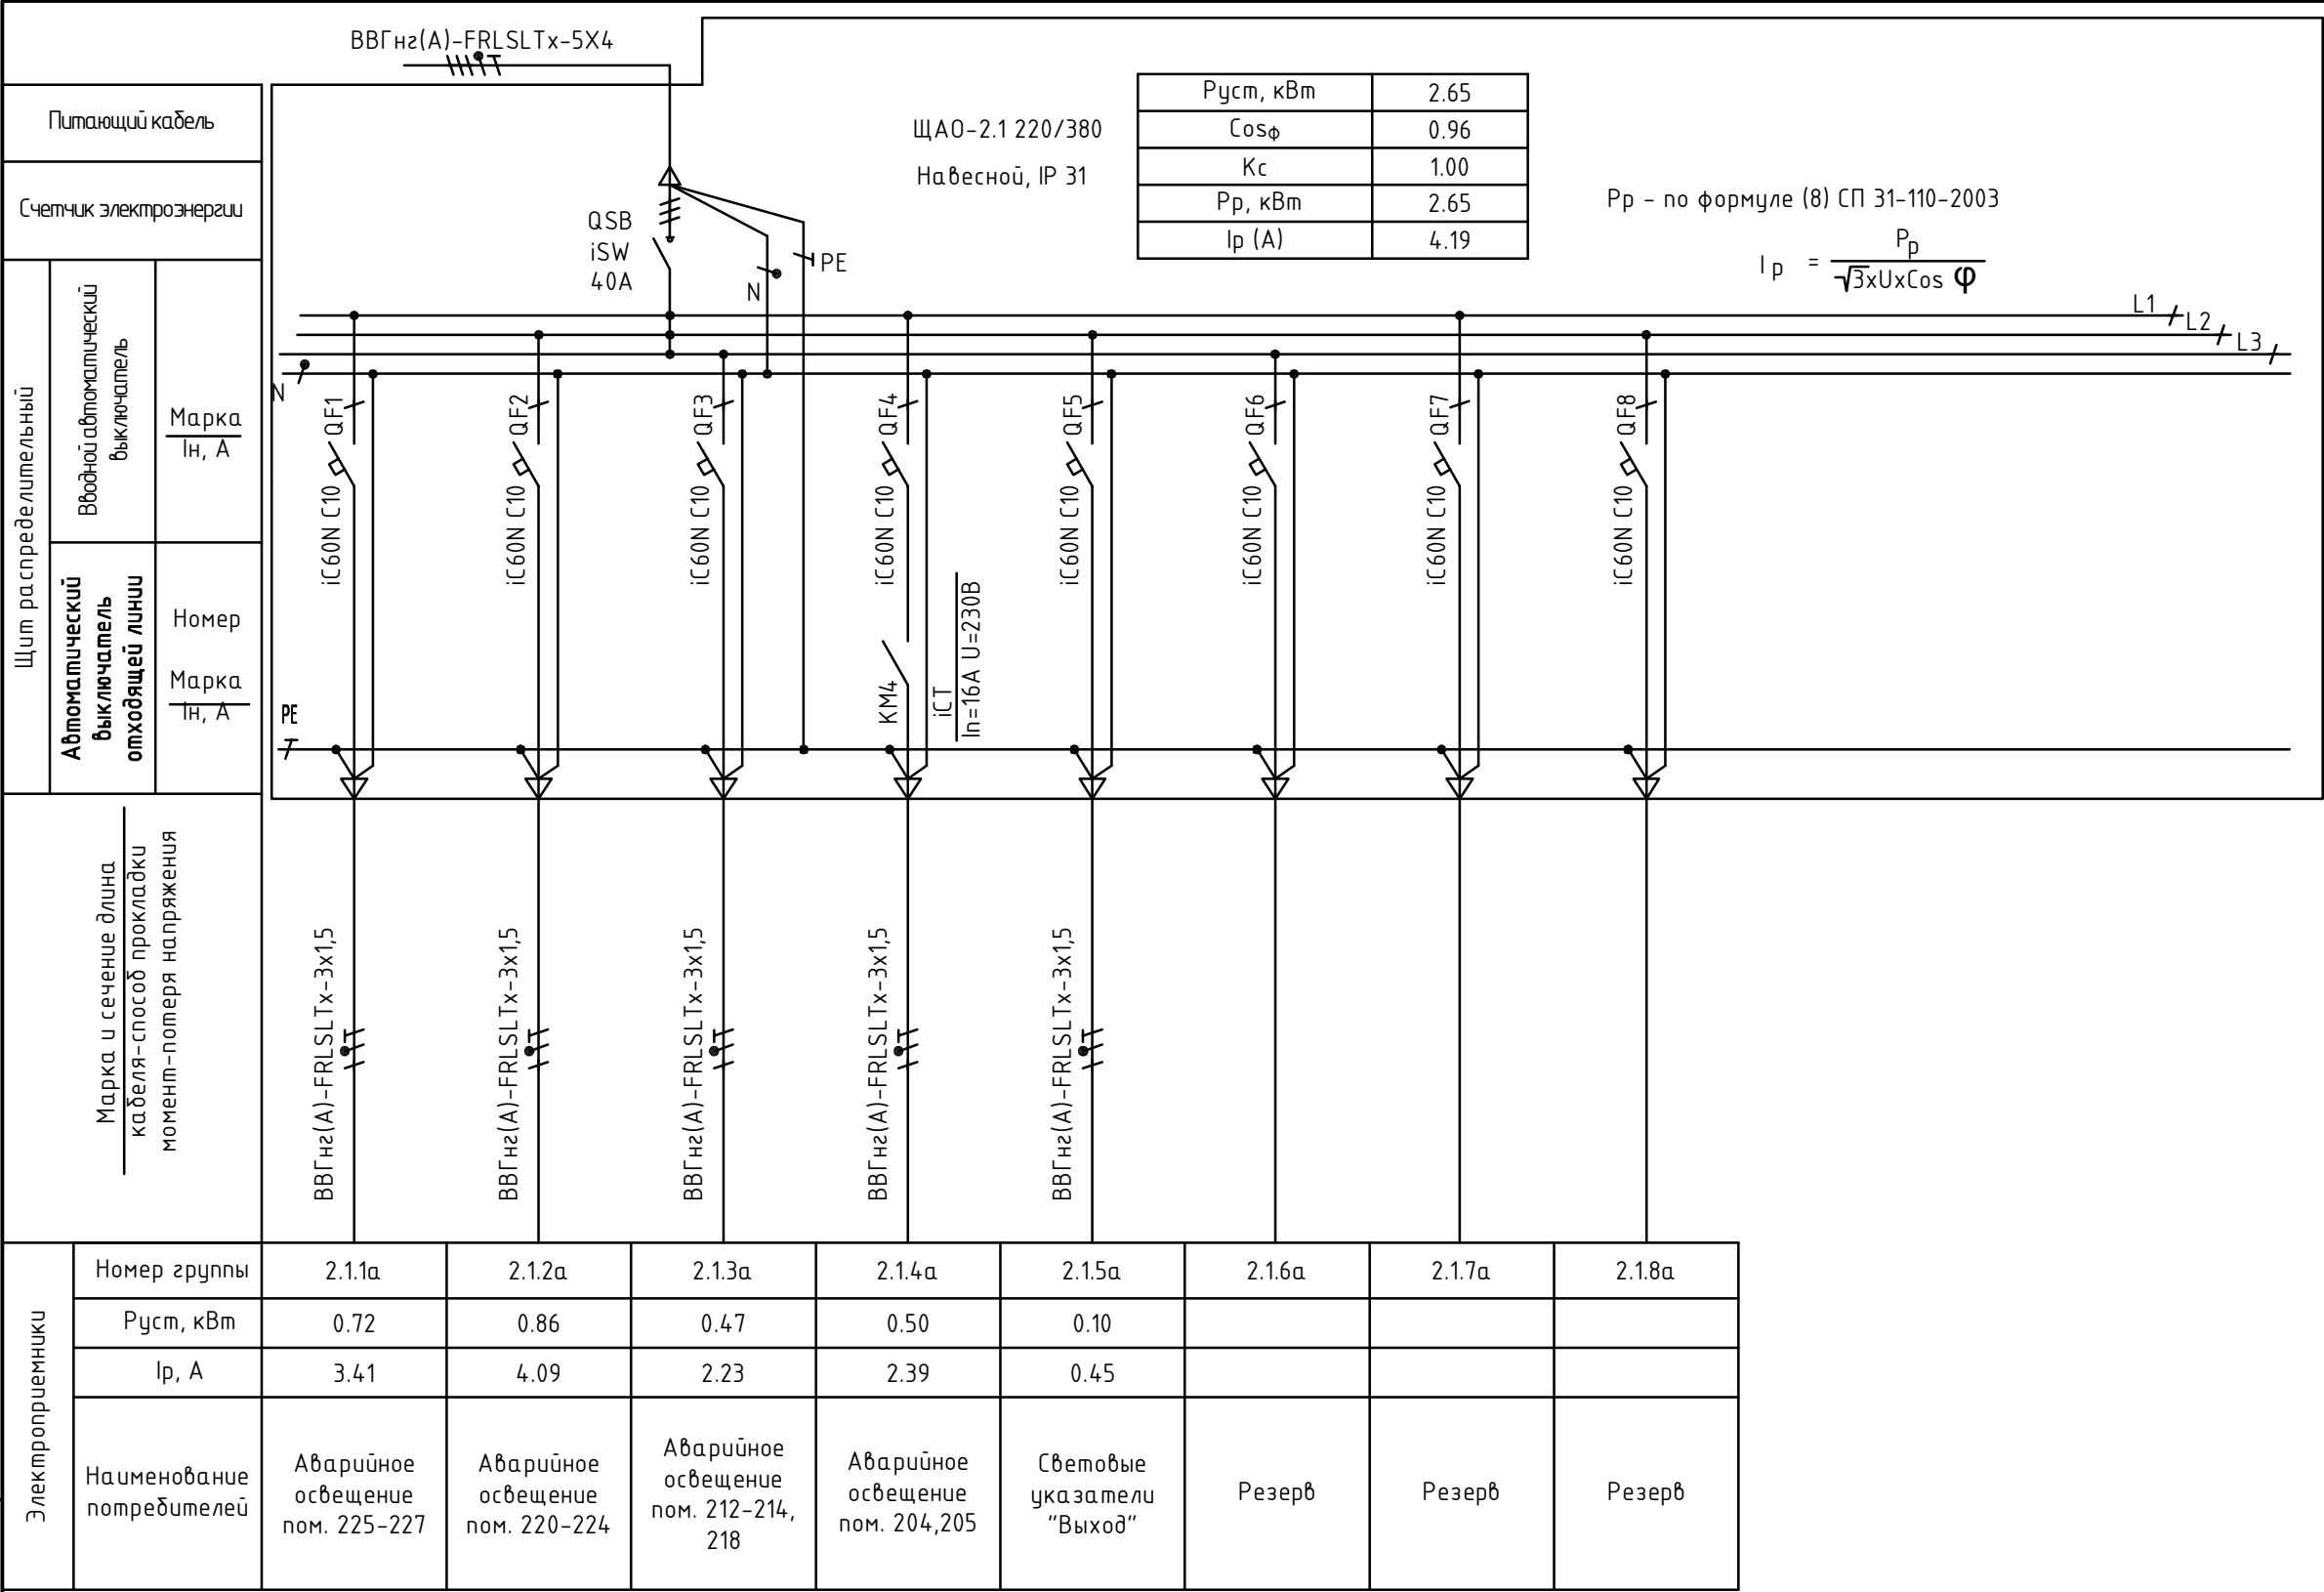 ВВГнг(А)-FRLSLTx-5X4
Питающий кабель
Счетчик электроэнергии
Щит распределительный
Вводной автоматический
выключатель
Марка
Iн, А
Автоматический
выключатель
отходящей линии
Номер
Марка
Iн, А
Марка и сечение длина
кабеля-способ прокладки
момент-потеря напряжения
ЩАО-2.1 220/380
Навесной, IP 31
Руст, кВт 2.65
Cosφ 0.96
Кс 1.00
Рр, кВт 2.65
Iр (А) 4.19
Рр - по формуле (8) СП 31-110-2003
I р = Рр / √3xUxCos φ
QSB
iSW
40A
N
PE
L1
L2
L3
N
QF1
QF2
QF3
QF4
QF5
QF6
QF7
QF8
iC60N C10
iC60N C10
iC60N C10
iC60N C10
iC60N C10
iC60N C10
iC60N C10
iC60N C10
KM4
iCT
In=16A U=230В
PE
ВВГнг(А)-FRLSLTx-3x1,5
ВВГнг(А)-FRLSLTx-3x1,5
ВВГнг(А)-FRLSLTx-3x1,5
ВВГнг(А)-FRLSLTx-3x1,5
ВВГнг(А)-FRLSLTx-3x1,5
Электроприемники
Номер группы 2.1.1а 2.1.2а 2.1.3а 2.1.4а 2.1.5а 2.1.6а 2.1.7а 2.1.8а
Руст, кВт 0.72 0.86 0.47 0.50 0.10
Iр, А 3.41 4.09 2.23 2.39 0.45
Наименование
потребителей
Аварийное
освещение
пом. 225-227
Аварийное
освещение
пом. 220-224
Аварийное
освещение
пом. 212-214,
218
Аварийное
освещение
пом. 204,205
Световые
указатели
"Выход"
Резерв
Резерв
Резерв